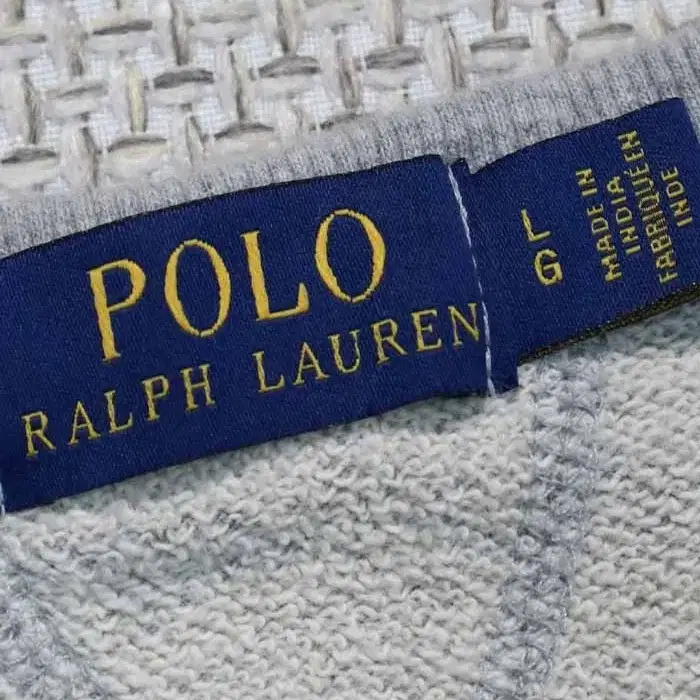 POLO
RALPH LAUREN
L
G
MADE IN
INDIA
FABRIQUÉ EN
INDE